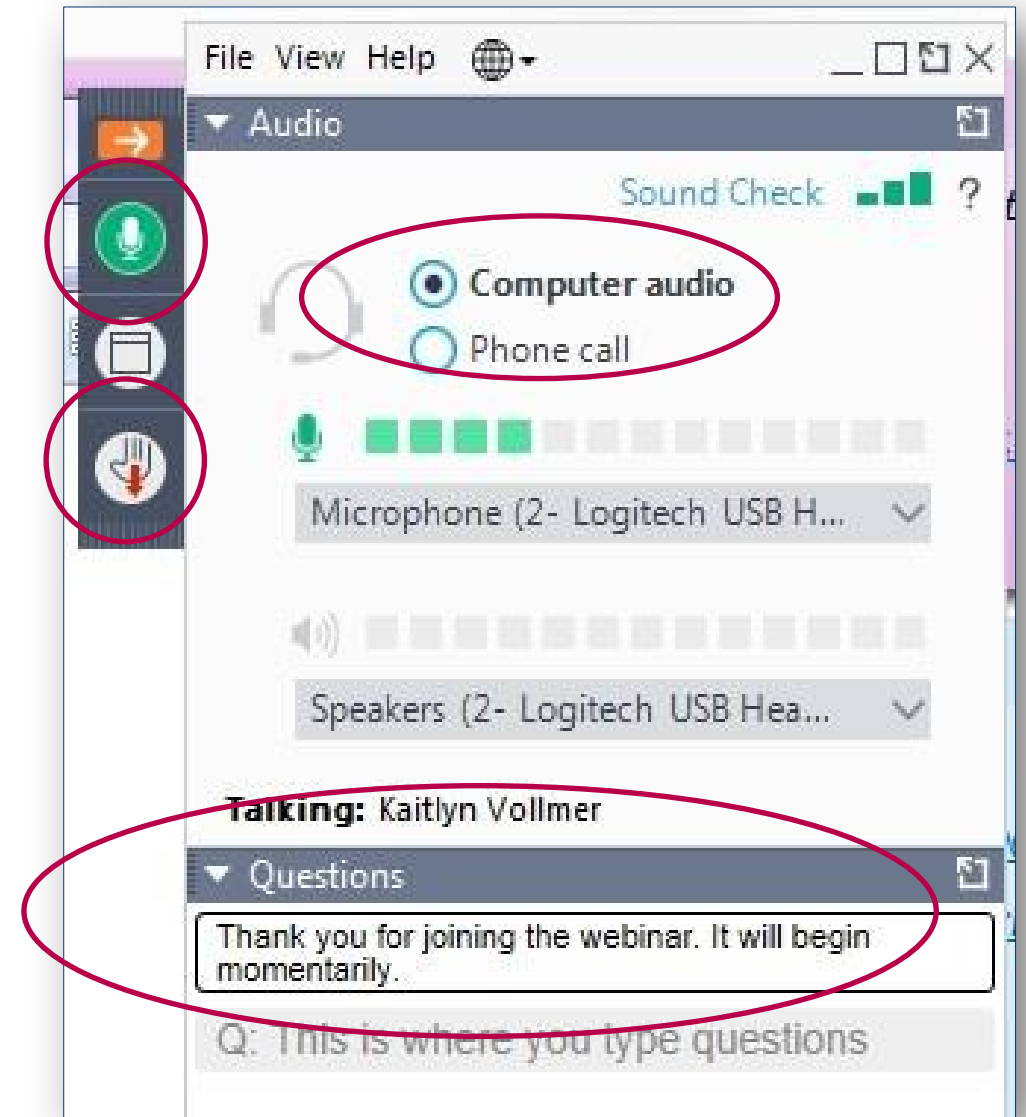 File View Help
Audio
Sound Check ?
Computer audio
Phone call
Microphone (2- Logitech USB H...
Speakers (2- Logitech USB Hea...
Talking: Kaitlyn Vollmer
Questions
Thank you for joining the webinar. It will begin
momentarily.
Q: This is where you type questions